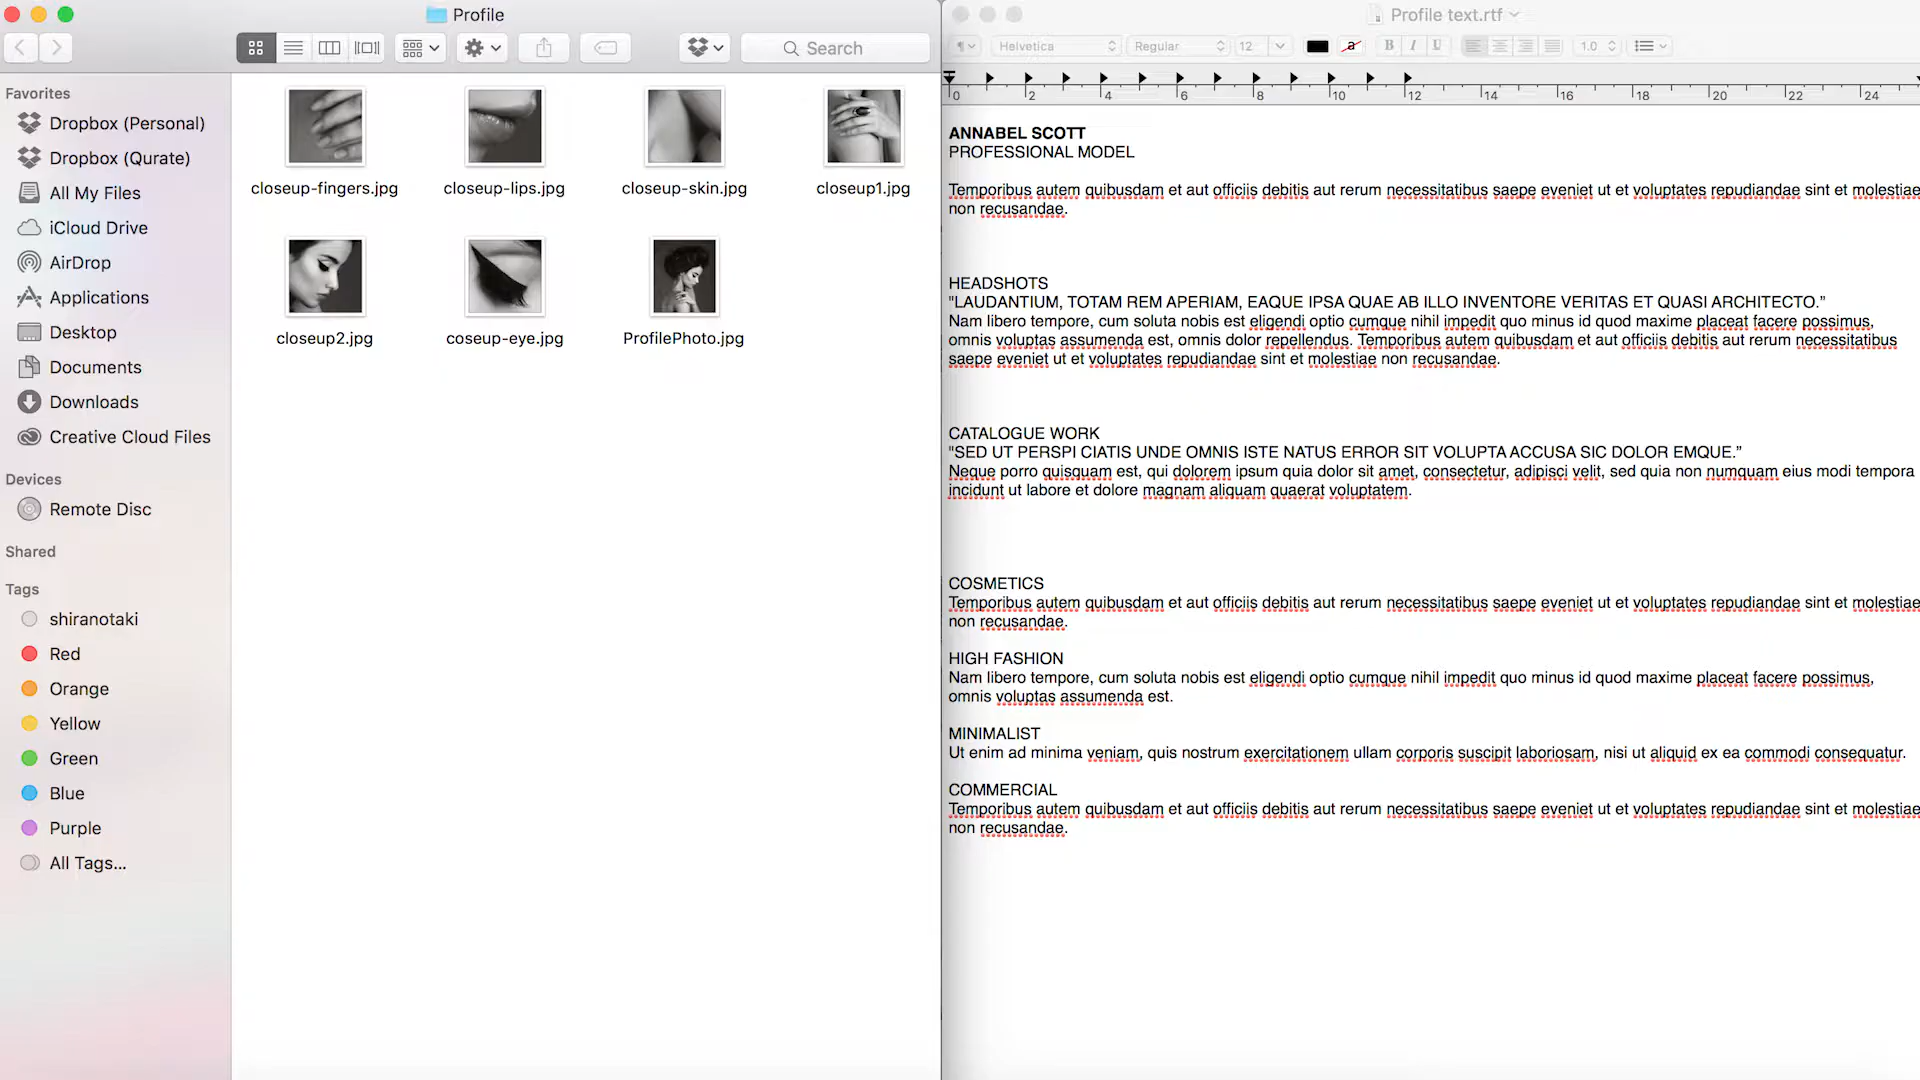 Profile
Search
Favorites
Dropbox (Personal)
Dropbox (Qurate)
All My Files
iCloud Drive
AirDrop
Applications
Desktop
Documents
Downloads
Creative Cloud Files
Devices
Remote Disc
Shared
Tags
shiranotaki
Red
Orange
Yellow
Green
Blue
Purple
All Tags...
closeup-fingers.jpg
closeup-lips.jpg
closeup-skin.jpg
closeup1.jpg
closeup2.jpg
coseup-eye.jpg
ProfilePhoto.jpg
Profile text.rtf
¶ Helvetica Regular 12 a B I U 1.0
0 2 4 6 8 10 12 14 16 18 20 22 24
ANNABEL SCOTT
PROFESSIONAL MODEL
Temporibus autem quibusdam et aut officiis debitis aut rerum necessitatibus saepe eveniet ut et voluptates repudiandae sint et molestiae
non recusandae.
HEADSHOTS
"LAUDANTIUM, TOTAM REM APERIAM, EAQUE IPSA QUAE AB ILLO INVENTORE VERITAS ET QUASI ARCHITECTO.”
Nam libero tempore, cum soluta nobis est eligendi optio cumque nihil impedit quo minus id quod maxime placeat facere possimus,
omnis voluptas assumenda est, omnis dolor repellendus. Temporibus autem quibusdam et aut officiis debitis aut rerum necessitatibus
saepe eveniet ut et voluptates repudiandae sint et molestiae non recusandae.
CATALOGUE WORK
"SED UT PERSPI CIATIS UNDE OMNIS ISTE NATUS ERROR SIT VOLUPTA ACCUSA SIC DOLOR EMQUE.”
Neque porro quisquam est, qui dolorem ipsum quia dolor sit amet, consectetur, adipisci velit, sed quia non numquam eius modi tempora
incidunt ut labore et dolore magnam aliquam quaerat voluptatem.
COSMETICS
Temporibus autem quibusdam et aut officiis debitis aut rerum necessitatibus saepe eveniet ut et voluptates repudiandae sint et molestiae
non recusandae.
HIGH FASHION
Nam libero tempore, cum soluta nobis est eligendi optio cumque nihil impedit quo minus id quod maxime placeat facere possimus,
omnis voluptas assumenda est.
MINIMALIST
Ut enim ad minima veniam, quis nostrum exercitationem ullam corporis suscipit laboriosam, nisi ut aliquid ex ea commodi consequatur.
COMMERCIAL
Temporibus autem quibusdam et aut officiis debitis aut rerum necessitatibus saepe eveniet ut et voluptates repudiandae sint et molestiae
non recusandae.